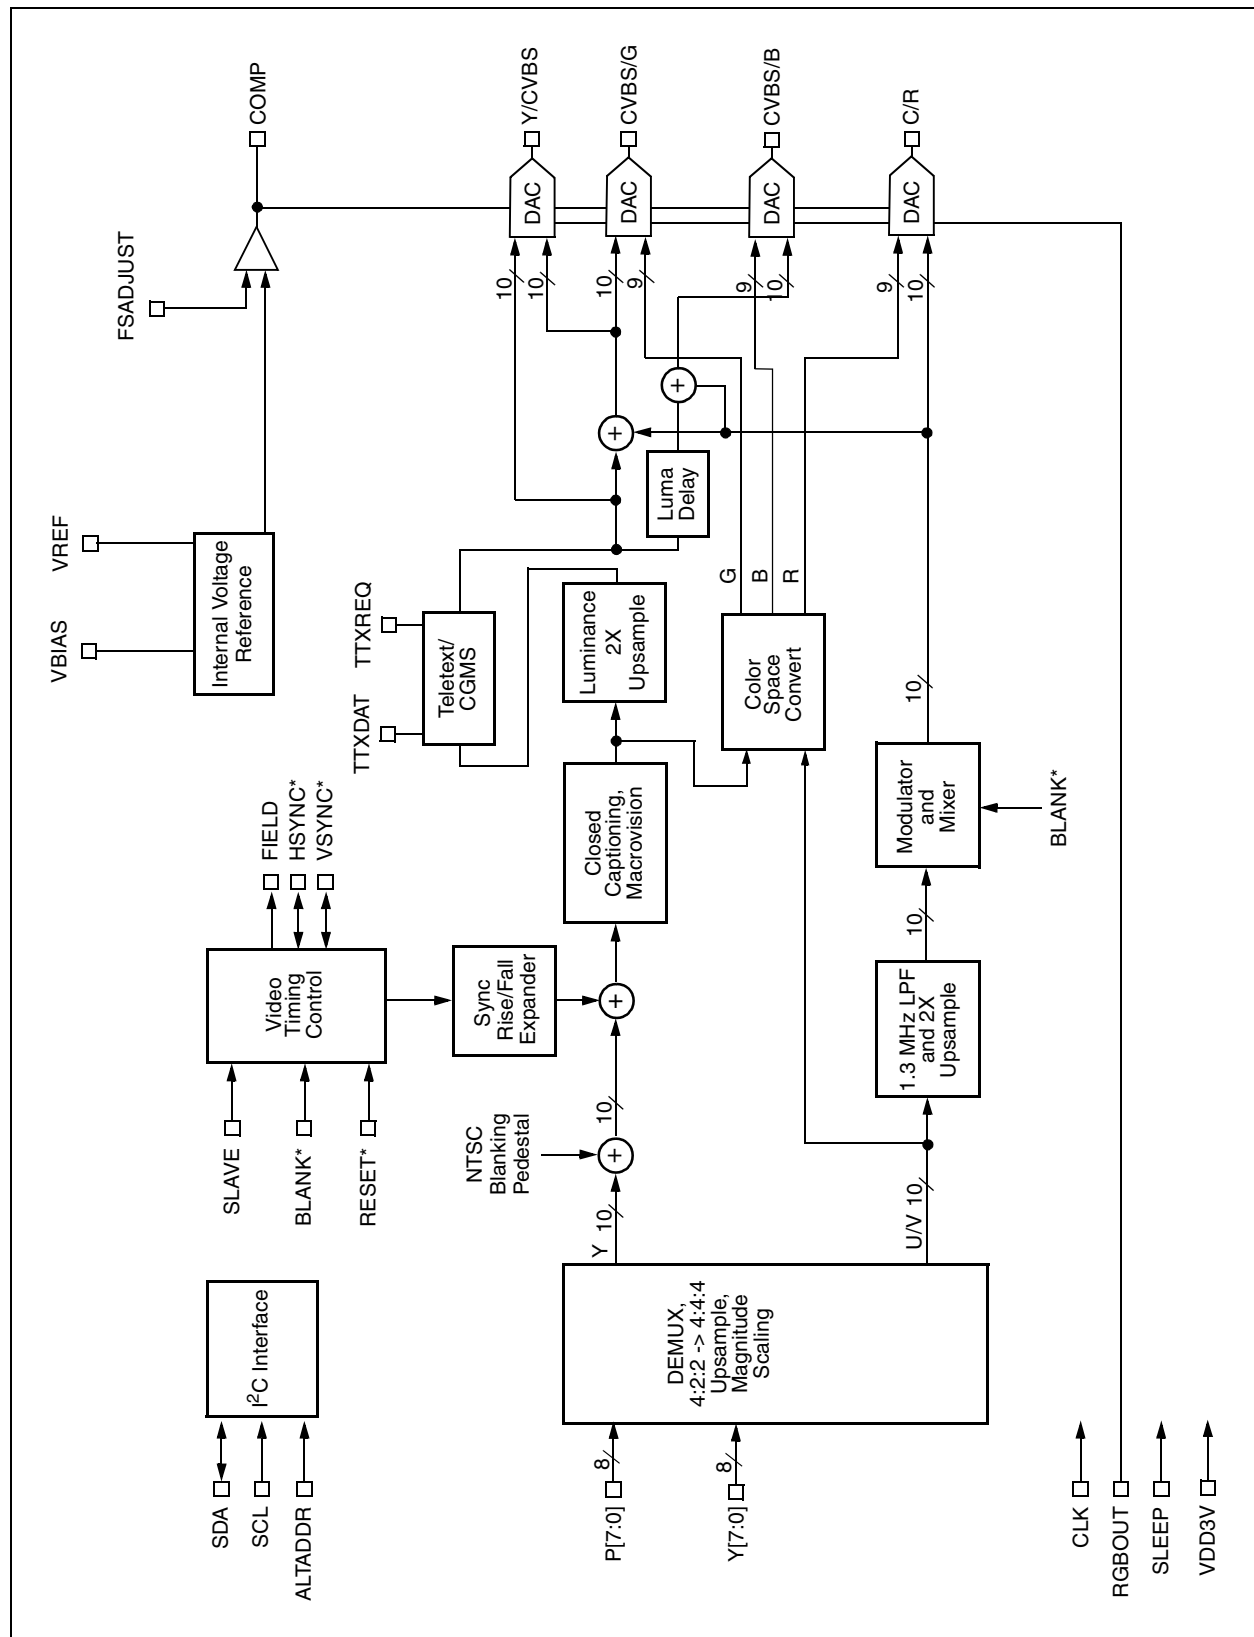 SDA
SCL
ALTADDR
I²C Interface
SLAVE
BLANK*
RESET*
Video
Timing
Control
FIELD
HSYNC*
VSYNC*
VBIAS
VREF
Internal Voltage
Reference
FSADJUST
COMP
TTXDAT
TTXREQ
Teletext/
CGMS
Sync
Rise/Fall
Expander
NTSC
Blanking
Pedestal
P[7:0]
8
Y[7:0]
8
DEMUX,
4:2:2 -> 4:4:4
Upsample,
Magnitude
Scaling
Y
10
+
10
+
Closed
Captioning,
Macrovision
Luminance
2X
Upsample
Luma
Delay
+
+
U/V
10
1.3 MHz LPF
and 2X
Upsample
10
Modulator
and
Mixer
BLANK*
10
Color
Space
Convert
G
B
R
10
10
DAC
Y/CVBS
10
9
DAC
CVBS/G
9
10
DAC
CVBS/B
9
10
DAC
C/R
CLK
RGBOUT
SLEEP
VDD3V